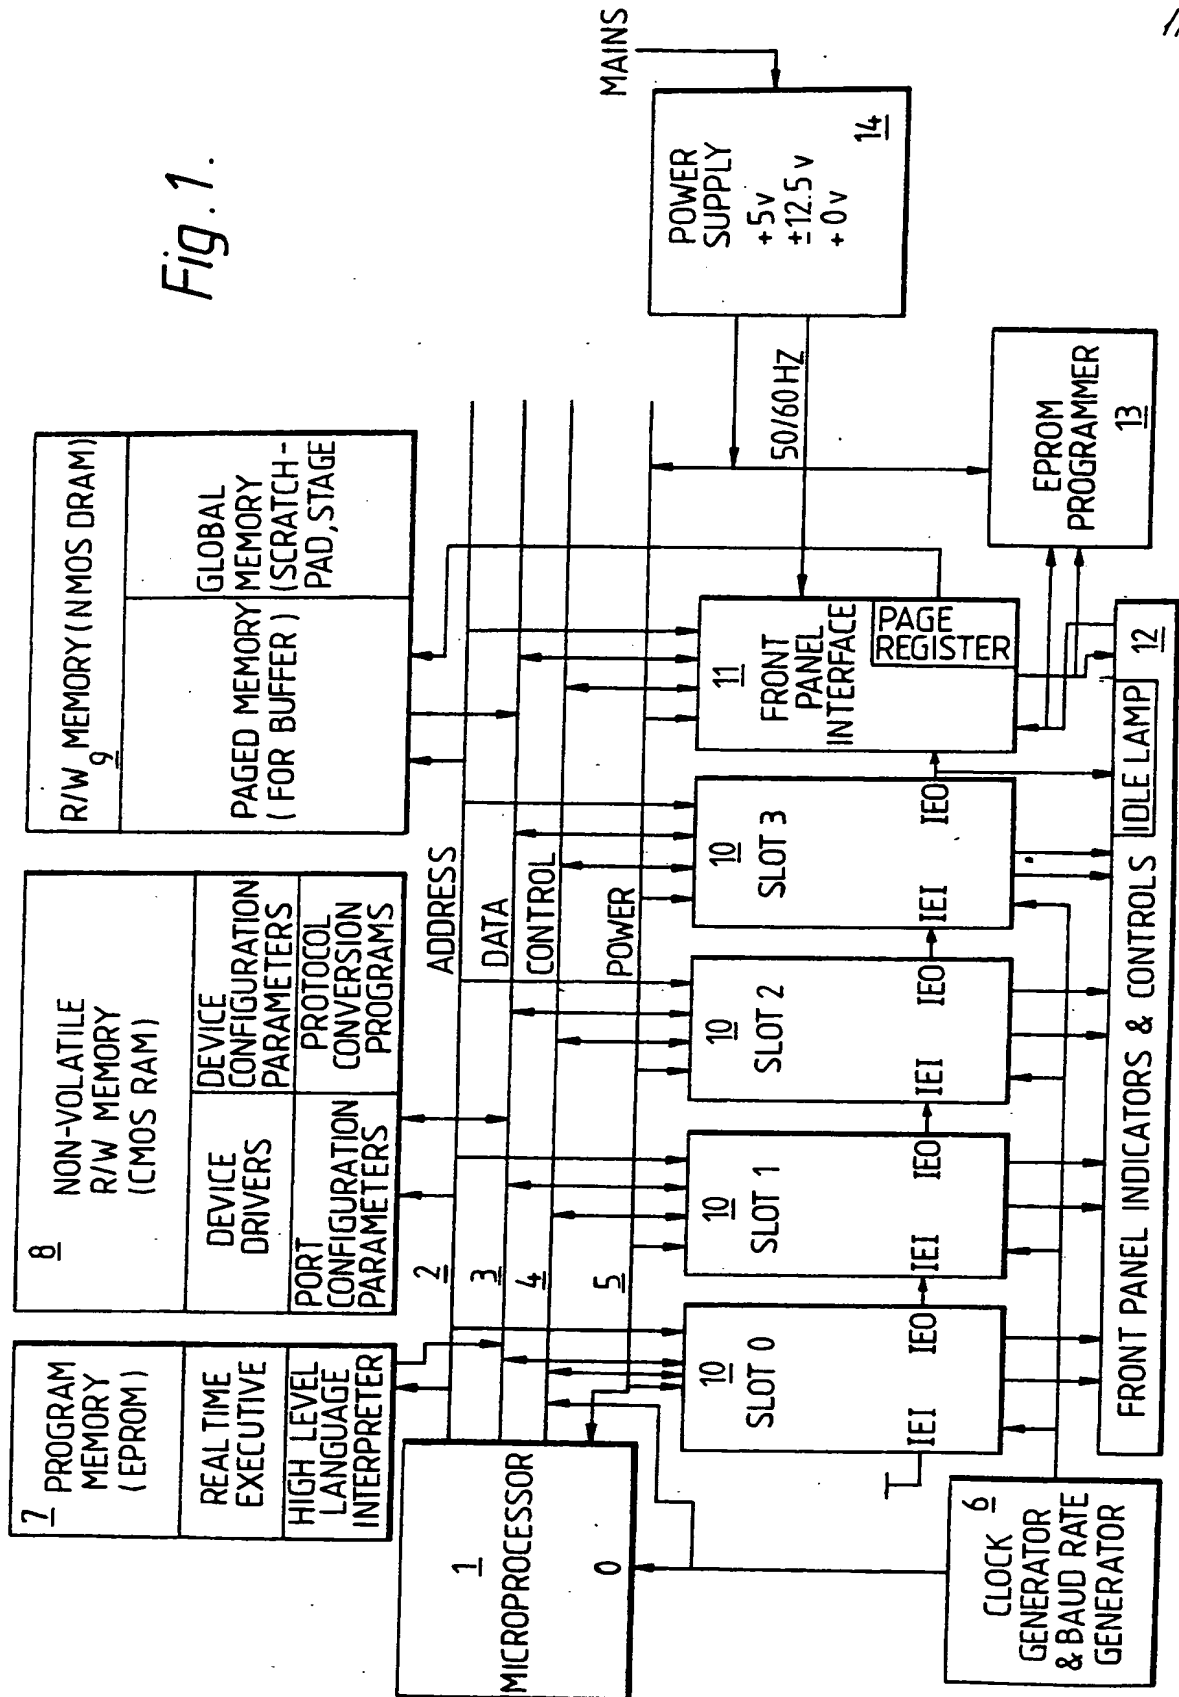 Fig. 1.
7 PROGRAM
MEMORY
(EPROM)
REAL TIME
EXECUTIVE
HIGH LEVEL
LANGUAGE
INTERPRETER
8
NON-VOLATILE
R/W MEMORY
(CMOS RAM)
DEVICE
DRIVERS
DEVICE
CONFIGURATION
PARAMETERS
PORT
CONFIGURATION
PARAMETERS
PROTOCOL
CONVERSION
PROGRAMS
R/W MEMORY (NMOS DRAM)
9
PAGED MEMORY
(FOR BUFFER)
GLOBAL
MEMORY
(SCRATCH-
PAD, STAGE
1
MICROPROCESSOR
0
2
ADDRESS
3
DATA
4
CONTROL
5
POWER
MAINS
POWER
SUPPLY
+5v
±12.5v
+0v
14
50/60HZ
10
SLOT 0
IEI
IEO
10
SLOT 1
IEI
IEO
10
SLOT 2
IEI
IEO
10
SLOT 3
IEI
IEO
11
FRONT
PANEL
INTERFACE
PAGE
REGISTER
EPROM
PROGRAMMER
13
6
CLOCK
GENERATOR
& BAUD RATE
GENERATOR
FRONT PANEL INDICATORS & CONTROLS
IDLE LAMP
12